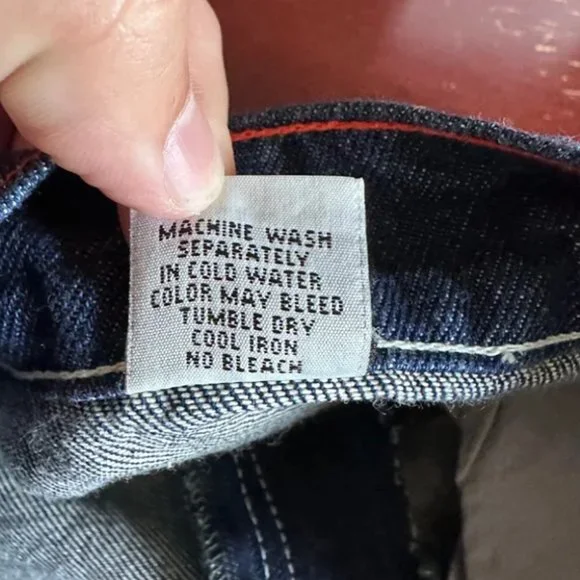 MACHINE WASH
SEPARATELY
IN COLD WATER
COLOR MAY BLEED
TUMBLE DRY
COOL IRON
NO BLEACH